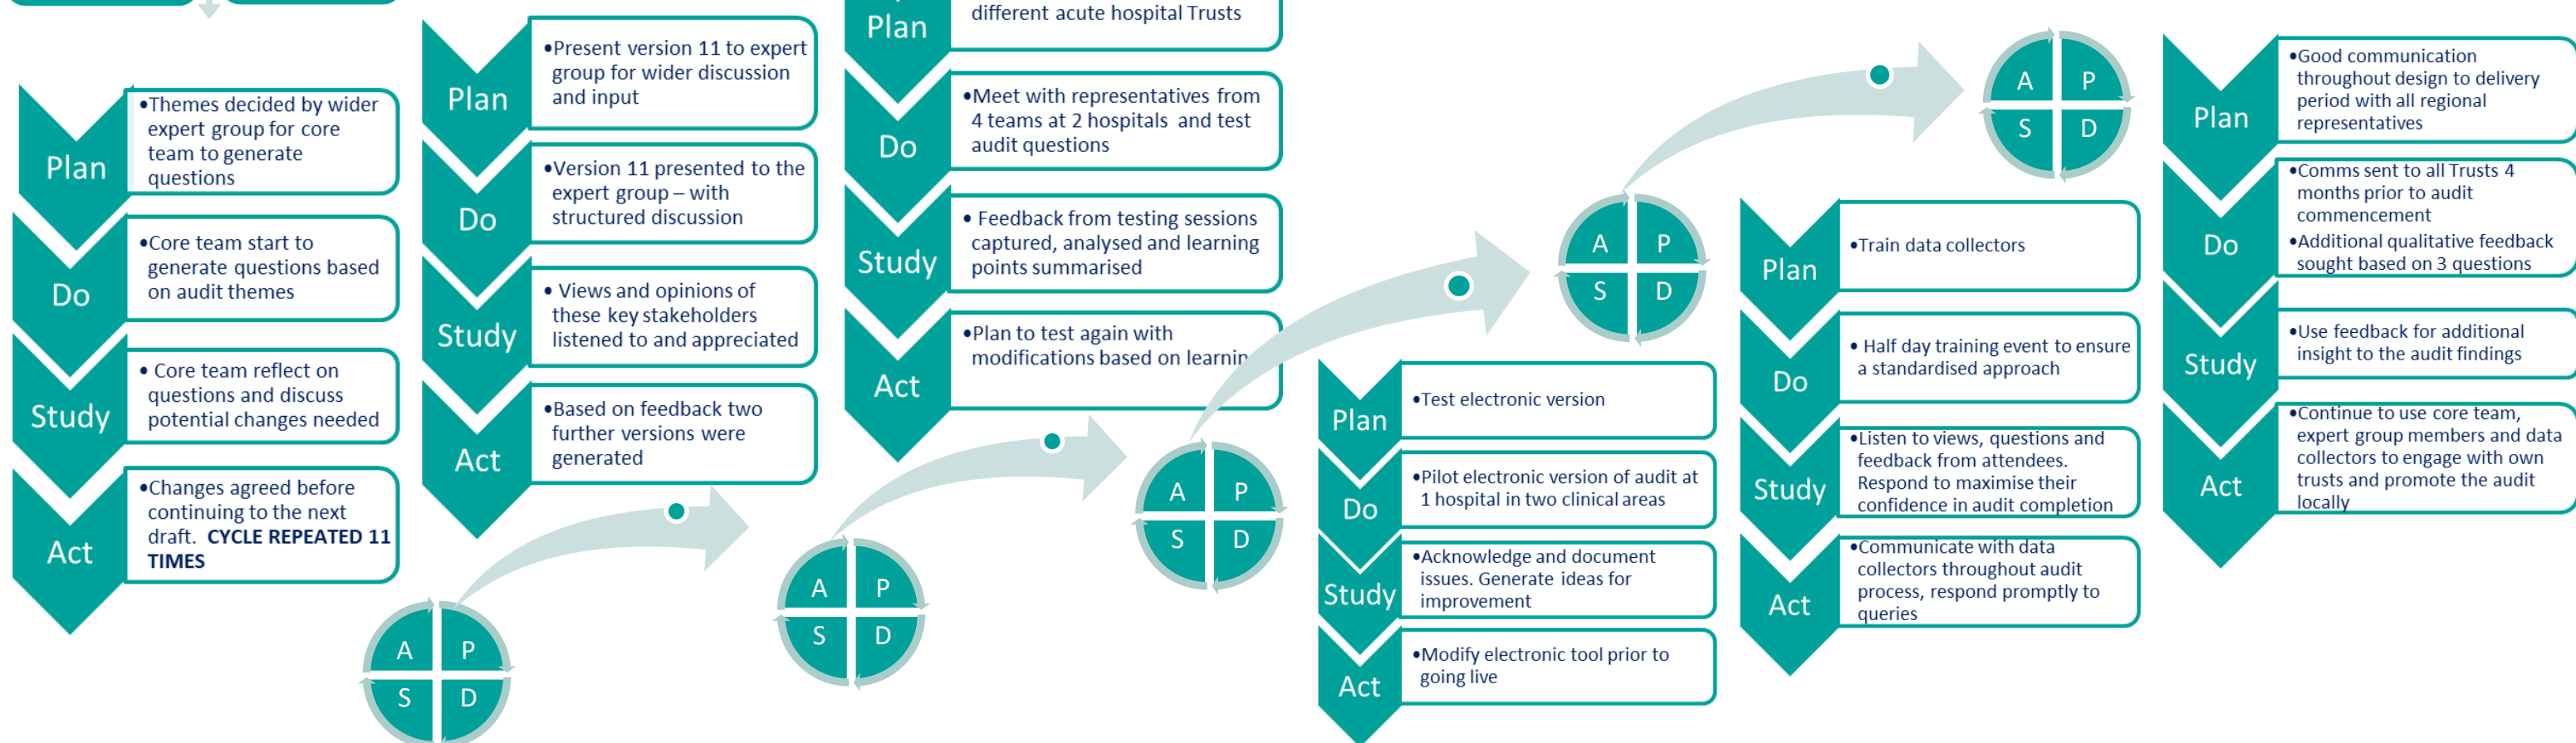 Plan
•Themes decided by wider
expert group for core
team to generate
questions
Do
•Core team start to
generate questions based
on audit themes
Study
• Core team reflect on
questions and discuss
potential changes needed
Act
•Changes agreed before
continuing to the next
draft. CYCLE REPEATED 11
TIMES
A P
S D
Plan
•Present version 11 to expert
group for wider discussion
and input
Do
•Version 11 presented to the
expert group – with
structured discussion
Study
• Views and opinions of
these key stakeholders
listened to and appreciated
Act
•Based on feedback two
further versions were
generated
A P
S D
Plan
different acute hospital Trusts
Do
•Meet with representatives from
4 teams at 2 hospitals and test
audit questions
Study
• Feedback from testing sessions
captured, analysed and learning
points summarised
Act
•Plan to test again with
modifications based on learnin
A P
S D
Plan
•Test electronic version
Do
•Pilot electronic version of audit at
1 hospital in two clinical areas
Study
•Acknowledge and document
issues. Generate ideas for
improvement
Act
•Modify electronic tool prior to
going live
A P
S D
Plan
•Train data collectors
Do
• Half day training event to ensure
a standardised approach
Study
•Listen to views, questions and
feedback from attendees.
Respond to maximise their
confidence in audit completion
Act
•Communicate with data
collectors throughout audit
process, respond promptly to
queries
A P
S D
Plan
•Good communication
throughout design to delivery
period with all regional
representatives
Do
•Comms sent to all Trusts 4
months prior to audit
commencement
•Additional qualitative feedback
sought based on 3 questions
Study
•Use feedback for additional
insight to the audit findings
Act
•Continue to use core team,
expert group members and data
collectors to engage with own
trusts and promote the audit
locally